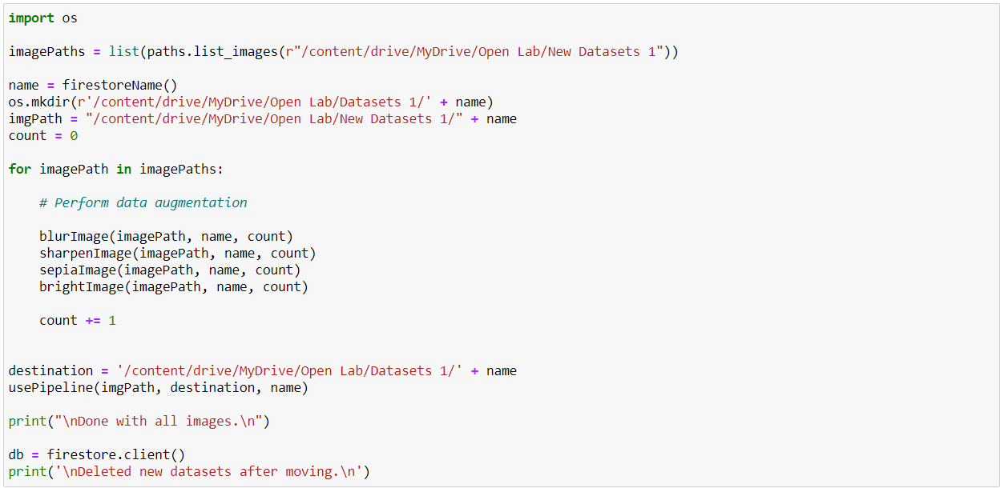 import os
imagePaths = list(paths.list_images(r"/content/drive/MyDrive/Open Lab/New Datasets 1"))
name = firestoreName()
os.mkdir(r'/content/drive/MyDrive/Open Lab/Datasets 1/' + name)
imgPath = "/content/drive/MyDrive/Open Lab/New Datasets 1/" + name
count = 0
for imagePath in imagePaths:
    # Perform data augmentation
    blurImage(imagePath, name, count)
    sharpenImage(imagePath, name, count)
    sepiaImage(imagePath, name, count)
    brightImage(imagePath, name, count)
    count += 1
destination = '/content/drive/MyDrive/Open Lab/Datasets 1/' + name
usePipeline(imgPath, destination, name)
print("\nDone with all images.\n")
db = firestore.client()
print('\nDeleted new datasets after moving.\n')